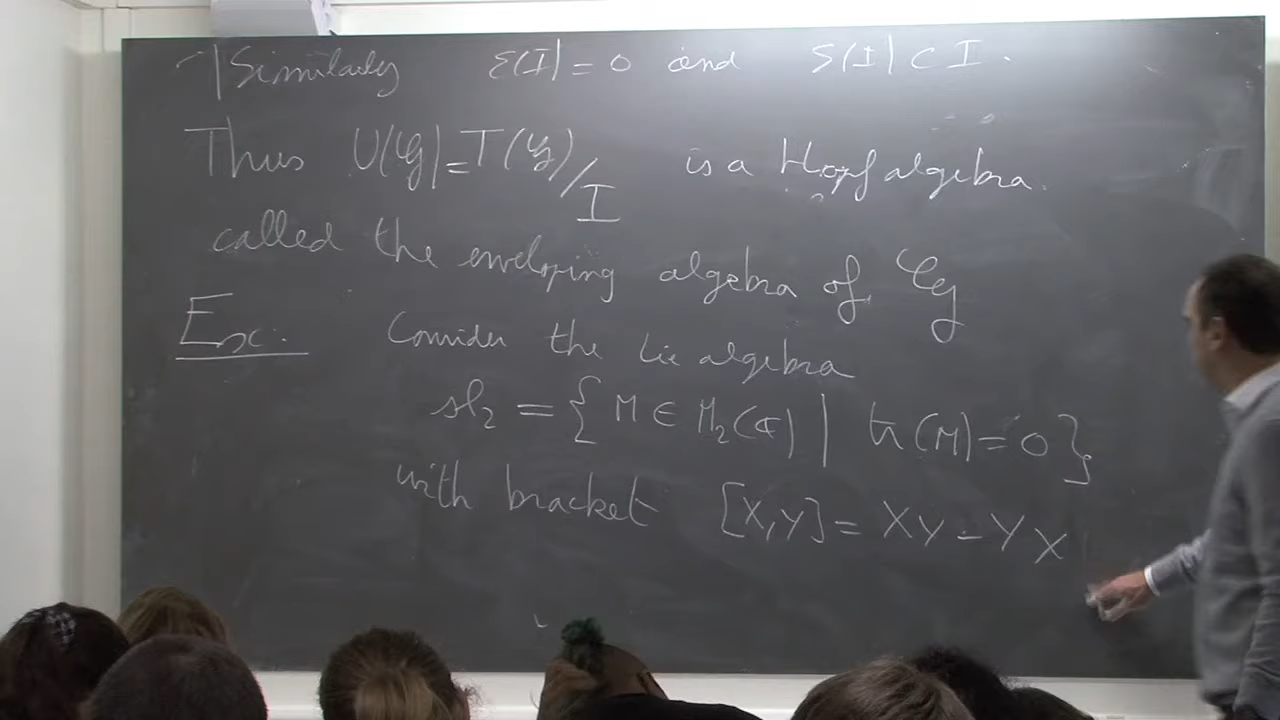 Similarly ε(I) = 0 and S(I) ⊂ I.
Thus U(𝔤) = T(𝔤)/I is a Hopf algebra.
called the enveloping algebra of 𝔤
Exc: Consider the Lie algebra
sl₂ = {M ∈ M₂(ℂ) | tr(M) = 0}
with bracket [X,Y] = XY - YX